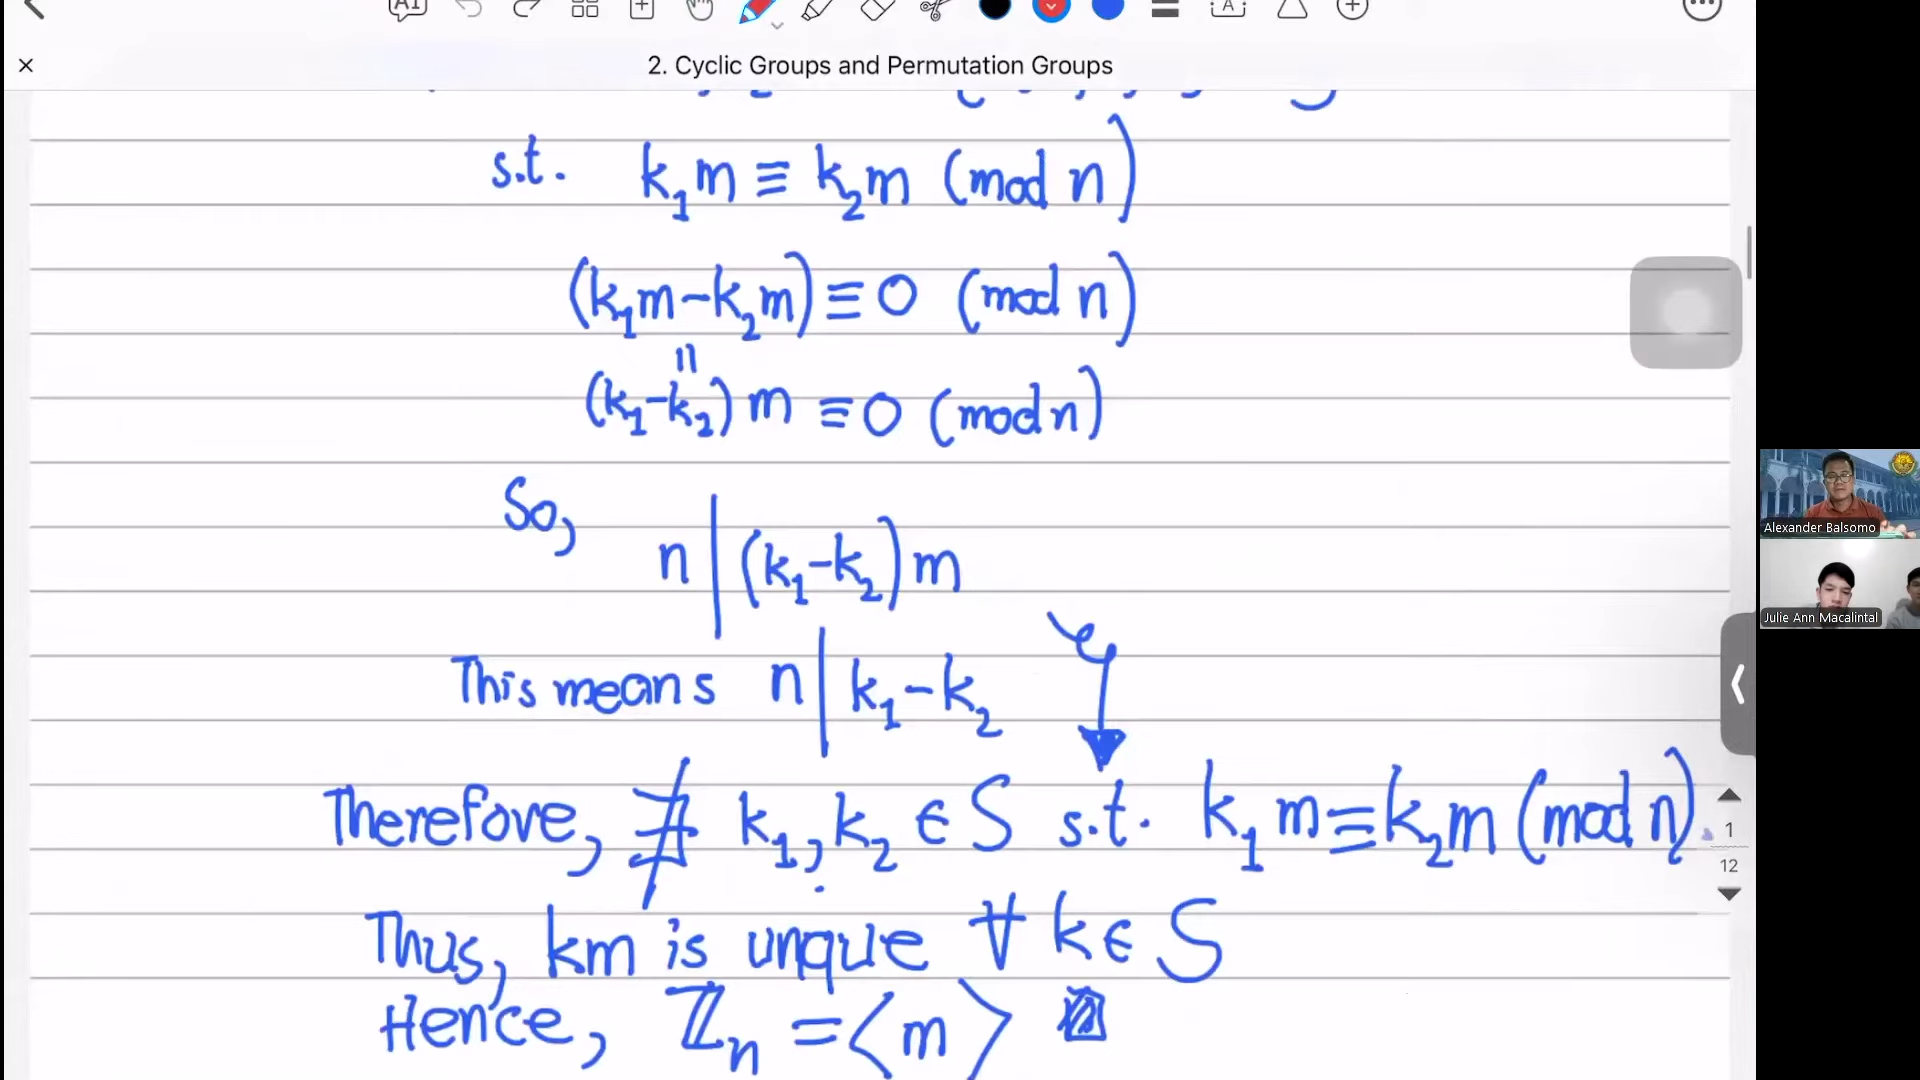 2. Cyclic Groups and Permutation Groups
s.t. k₁m ≡ k₂m (mod n)
(k₁m-k₂m) ≡ 0 (mod n)
=
(k₁-k₂) m ≡ 0 (mod n)
So,
n | (k₁-k₂) m
This means n | k₁-k₂
Therefore, ∄ k₁, k₂ ∈ S s.t. k₁m ≡ k₂m (mod n).
Thus, km is unque ∀ k ∈ S
Hence, ℤₙ = ⟨m⟩
1
12
Alexander Balsomo
Julie Ann Macalintal